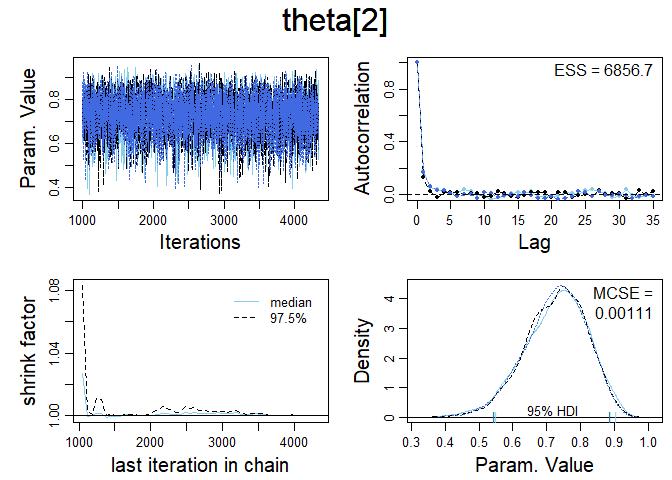 theta[2]
Param. Value
0.4 0.6 0.8
1000 2000 3000 4000
Iterations
Autocorrelation
0.0 0.4 0.8
ESS = 6856.7
0 5 10 15 20 25 30 35
Lag
shrink factor
1.00 1.04 1.08
median
97.5%
1000 2000 3000 4000
last iteration in chain
Density
0 1 2 3 4
MCSE =
0.00111
95% HDI
0.3 0.4 0.5 0.6 0.7 0.8 0.9 1.0
Param. Value